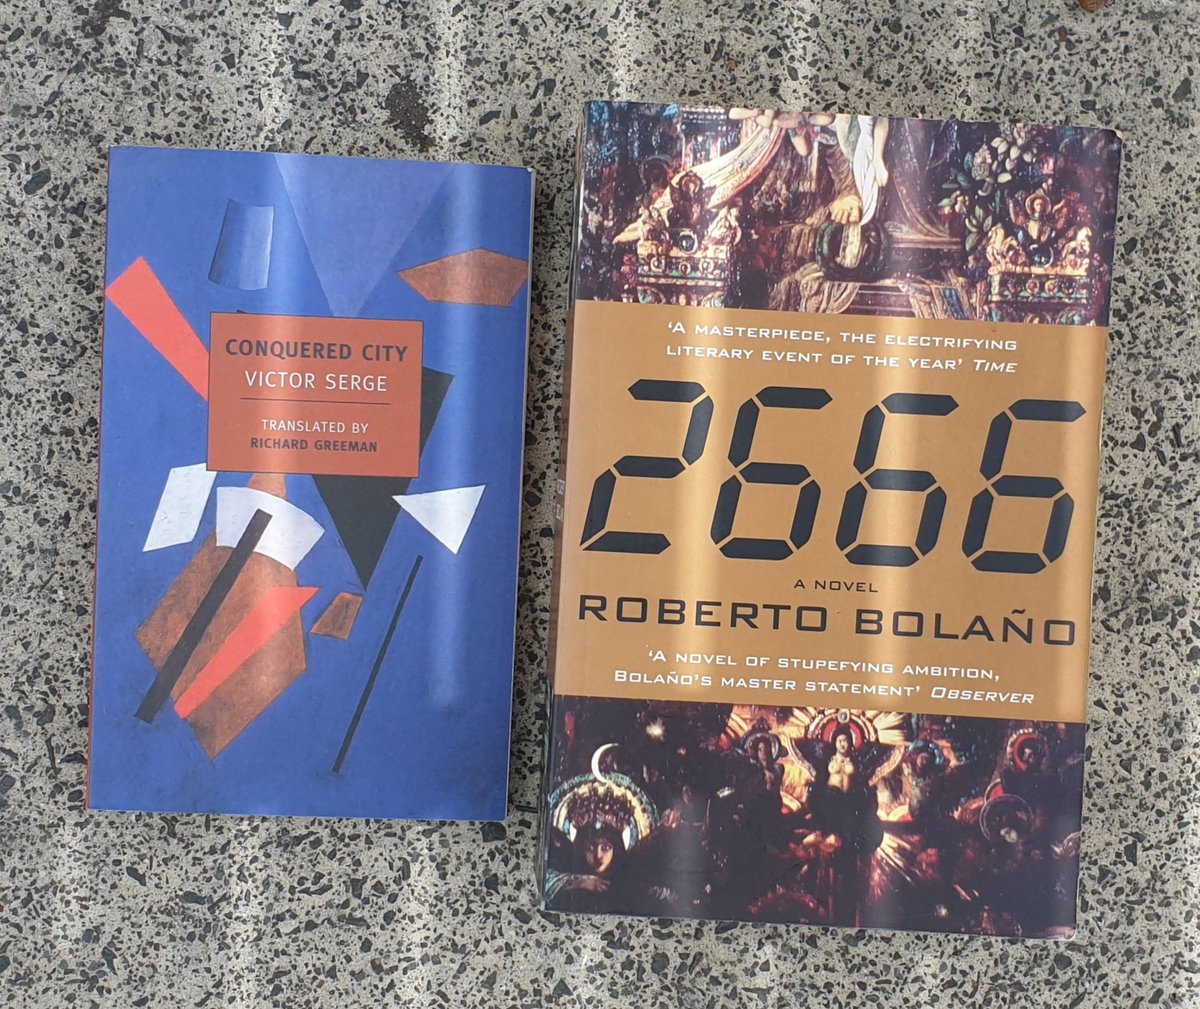 CONQUERED CITY
VICTOR SERGE
TRANSLATED BY
RICHARD GREEMAN
‘A MASTERPIECE, THE ELECTRIFYING
LITERARY EVENT OF THE YEAR’ TIME
2666
A NOVEL
ROBERTO BOLAÑO
‘A NOVEL OF STUPEFYING AMBITION,
BOLAÑO’S MASTER STATEMENT’ OBSERVER